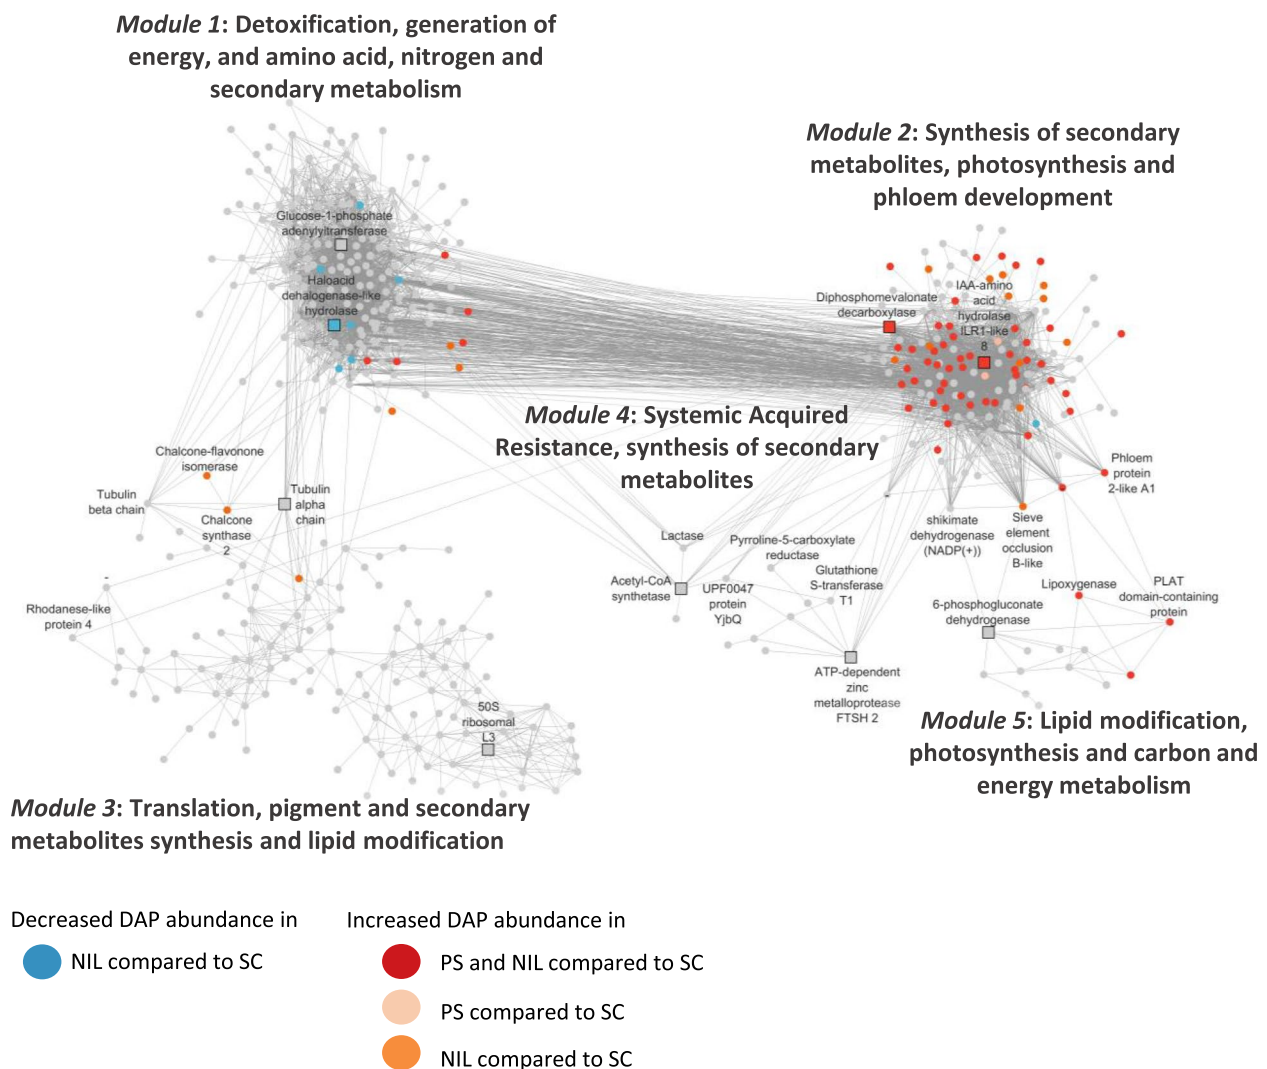 Module 1: Detoxification, generation of
energy, and amino acid, nitrogen and
secondary metabolism
Module 2: Synthesis of secondary
metabolites, photosynthesis and
phloem development
Glucose-1-phosphate
adenylyltransferase
Haloacid
dehalogenase-like
hydrolase
Diphosphomevalonate
decarboxylase
IAA-amino
acid
hydrolase
ILR1-like
8
Module 4: Systemic Acquired
Resistance, synthesis of secondary
metabolites
Chalcone-flavonone
isomerase
Tubulin
beta chain
Chalcone
synthase
2
Tubulin
alpha
chain
-
Rhodanese-like
protein 4
50S
ribosomal
L3
Lactase
Acetyl-CoA
synthetase
Pyrroline-5-carboxylate
reductase
UPF0047
protein
YjbQ
Glutathione
S-transferase
T1
ATP-dependent
zinc
metalloprotease
FTSH 2
-
shikimate
dehydrogenase
(NADP(+))
Sieve
element
occlusion
B-like
Phloem
protein
2-like A1
Lipoxygenase
PLAT
domain-containing
protein
6-phosphogluconate
dehydrogenase
Module 5: Lipid modification,
photosynthesis and carbon and
energy metabolism
Module 3: Translation, pigment and secondary
metabolites synthesis and lipid modification
Decreased DAP abundance in
NIL compared to SC
Increased DAP abundance in
PS and NIL compared to SC
PS compared to SC
NIL compared to SC